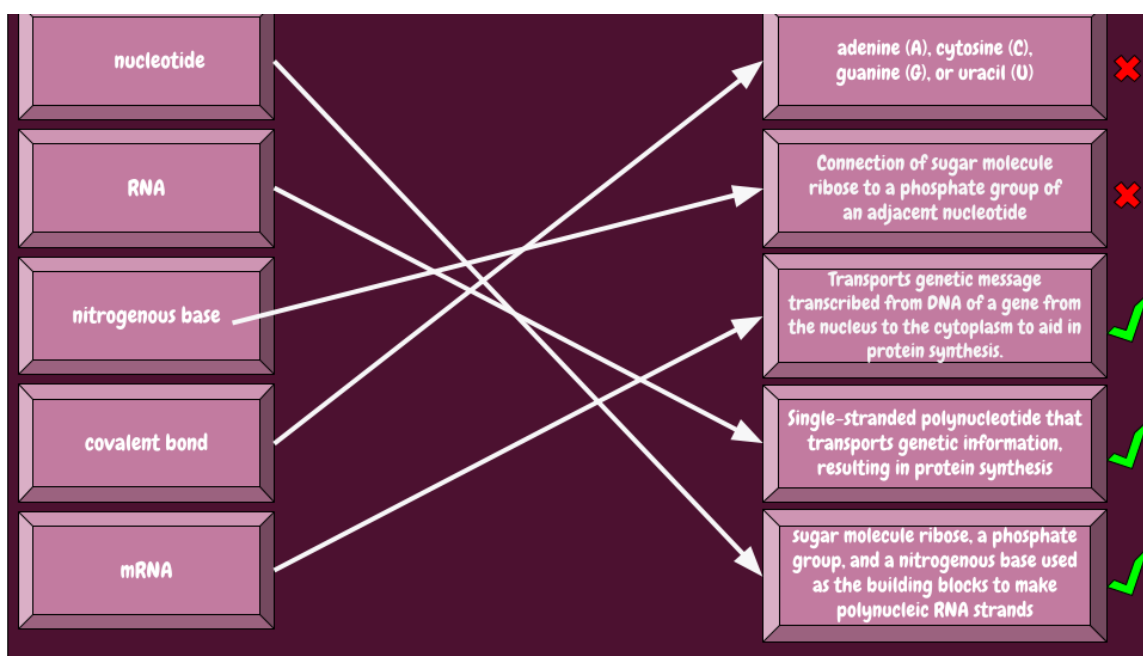 nucleotide
RNA
nitrogenous base
covalent bond
mRNA
adenine (A), cytosine (C),
guanine (G), or uracil (U)
Connection of sugar molecule
ribose to a phosphate group of
an adjacent nucleotide
Transports genetic message
transcribed from DNA of a gene from
the nucleus to the cytoplasm to aid in
protein synthesis.
Single-stranded polynucleotide that
transports genetic information,
resulting in protein synthesis
sugar molecule ribose, a phosphate
group, and a nitrogenous base used
as the building blocks to make
polynucleic RNA strands